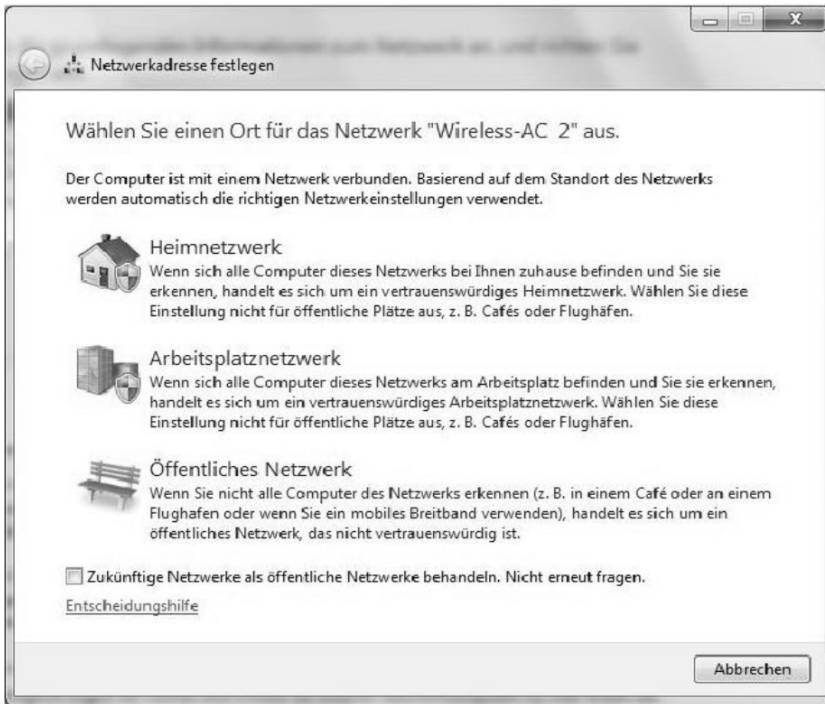 Netzwerkadresse festlegen
Wählen Sie einen Ort für das Netzwerk "Wireless-AC 2" aus.
Der Computer ist mit einem Netzwerk verbunden. Basierend auf dem Standort des Netzwerks
werden automatisch die richtigen Netzwerkeinstellungen verwendet.
Heimnetzwerk
Wenn sich alle Computer dieses Netzwerks bei Ihnen zuhause befinden und Sie sie
erkennen, handelt es sich um ein vertrauenswürdiges Heimnetzwerk. Wählen Sie diese
Einstellung nicht für öffentliche Plätze aus, z. B. Cafés oder Flughäfen.
Arbeitsplatznetzwerk
Wenn sich alle Computer dieses Netzwerks am Arbeitsplatz befinden und Sie sie erkennen,
handelt es sich um ein vertrauenswürdiges Arbeitsplatznetzwerk. Wählen Sie diese
Einstellung nicht für öffentliche Plätze aus, z. B. Cafés oder Flughäfen.
Öffentliches Netzwerk
Wenn Sie nicht alle Computer des Netzwerks erkennen (z. B. in einem Café oder an einem
Flughafen oder wenn Sie ein mobiles Breitband verwenden), handelt es sich um ein
öffentliches Netzwerk, das nicht vertrauenswürdig ist.
Zukünftige Netzwerke als öffentliche Netzwerke behandeln. Nicht erneut fragen.
Entscheidungshilfe
Abbrechen